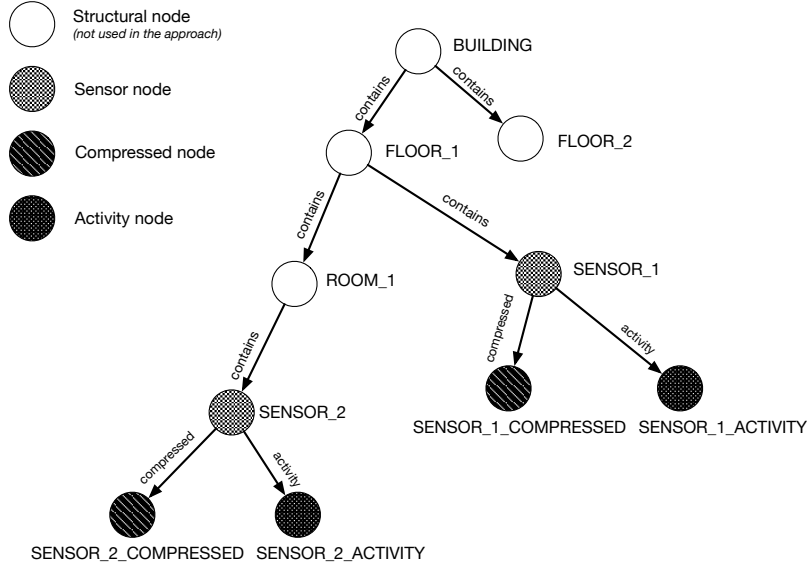 Structural node
(not used in the approach)
Sensor node
Compressed node
Activity node
BUILDING
contains
contains
FLOOR_1
FLOOR_2
contains
contains
ROOM_1
SENSOR_1
contains
compressed
activity
SENSOR_2
SENSOR_1_COMPRESSED
SENSOR_1_ACTIVITY
compressed
activity
SENSOR_2_COMPRESSED
SENSOR_2_ACTIVITY